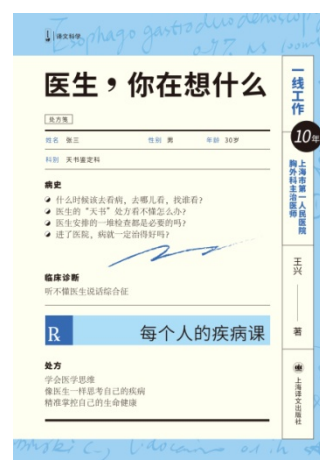 Esophago gastroduodenoscop
译文科学
医生，你在想什么
处方笺
姓名 张三 性别 男 年龄 30岁
科别 天书鉴定科
病史
什么时候该去看病，去哪儿看，找谁看？
医生的“天书”处方看不懂怎么办？
医生安排的一堆检查都是必要的吗？
进了医院，病就一定治得好吗？
临床诊断
听不懂医生说话综合征
R 每个人的疾病课
处方
学会医学思维
像医生一样思考自己的疾病
精准掌控自己的生命健康
一线工作
10年
上海市第一人民医院
胸外科主治医师
王兴 著
上海译文出版社